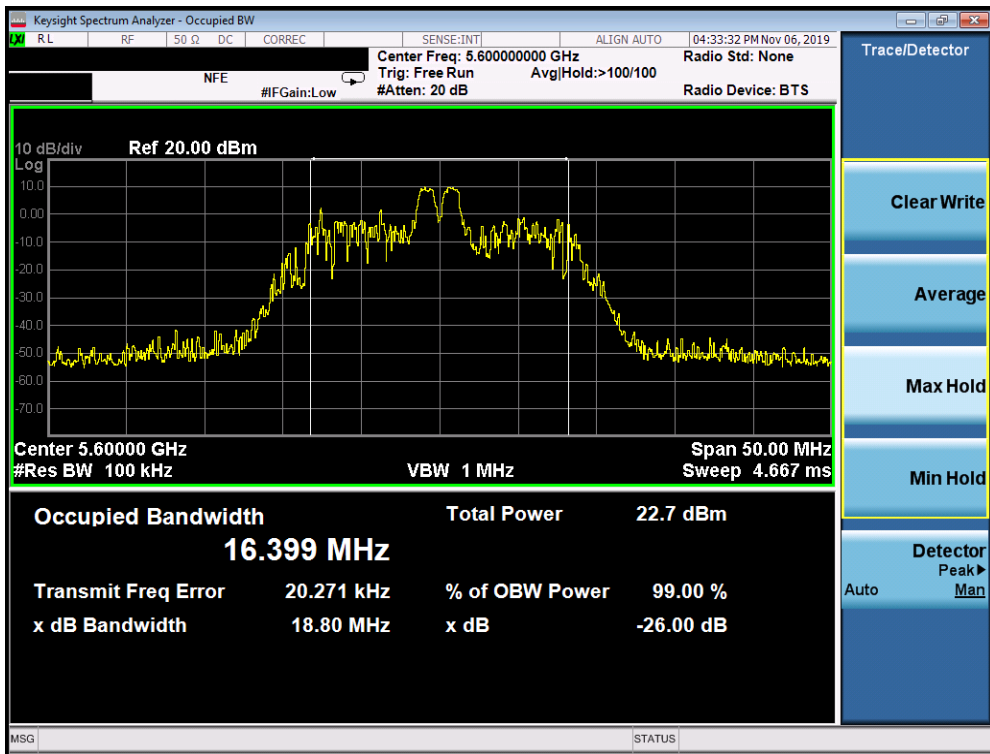 Keysight Spectrum Analyzer - Occupied BW
LXI RL RF 50 Ω DC CORREC SENSE:INT ALIGN AUTO 04:33:32 PM Nov 06, 2019
Center Freq: 5.600000000 GHz Radio Std: None
NFE Trig: Free Run Avg|Hold:>100/100
#IFGain:Low #Atten: 20 dB Radio Device: BTS
10 dB/div Ref 20.00 dBm
Log
10.0
0.00
-10.0
-20.0
-30.0
-40.0
-50.0
-60.0
-70.0
Center 5.60000 GHz Span 50.00 MHz
#Res BW 100 kHz VBW 1 MHz Sweep 4.667 ms
Occupied Bandwidth Total Power 22.7 dBm
16.399 MHz
Transmit Freq Error 20.271 kHz % of OBW Power 99.00 %
x dB Bandwidth 18.80 MHz x dB -26.00 dB
Trace/Detector
Clear Write
Average
Max Hold
Min Hold
Detector
Peak▶
Auto Man
MSG STATUS